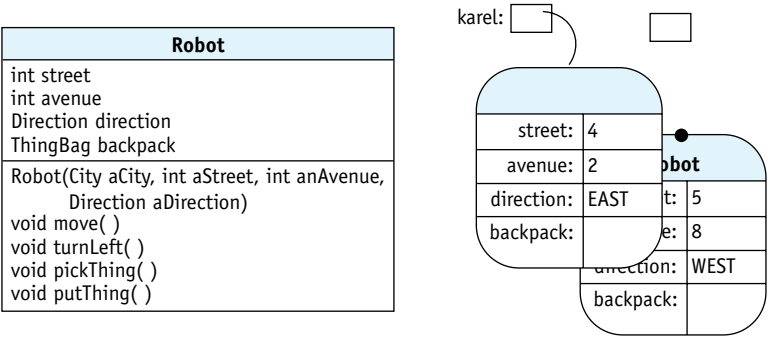 Robot
int street
int avenue
Direction direction
ThingBag backpack
Robot(City aCity, int aStreet, int anAvenue,
Direction aDirection)
void move( )
void turnLeft( )
void pickThing( )
void putThing( )
karel:
street: 4
avenue: 2
direction: EAST
backpack:
obot
t: 5
e: 8
direction: WEST
backpack: